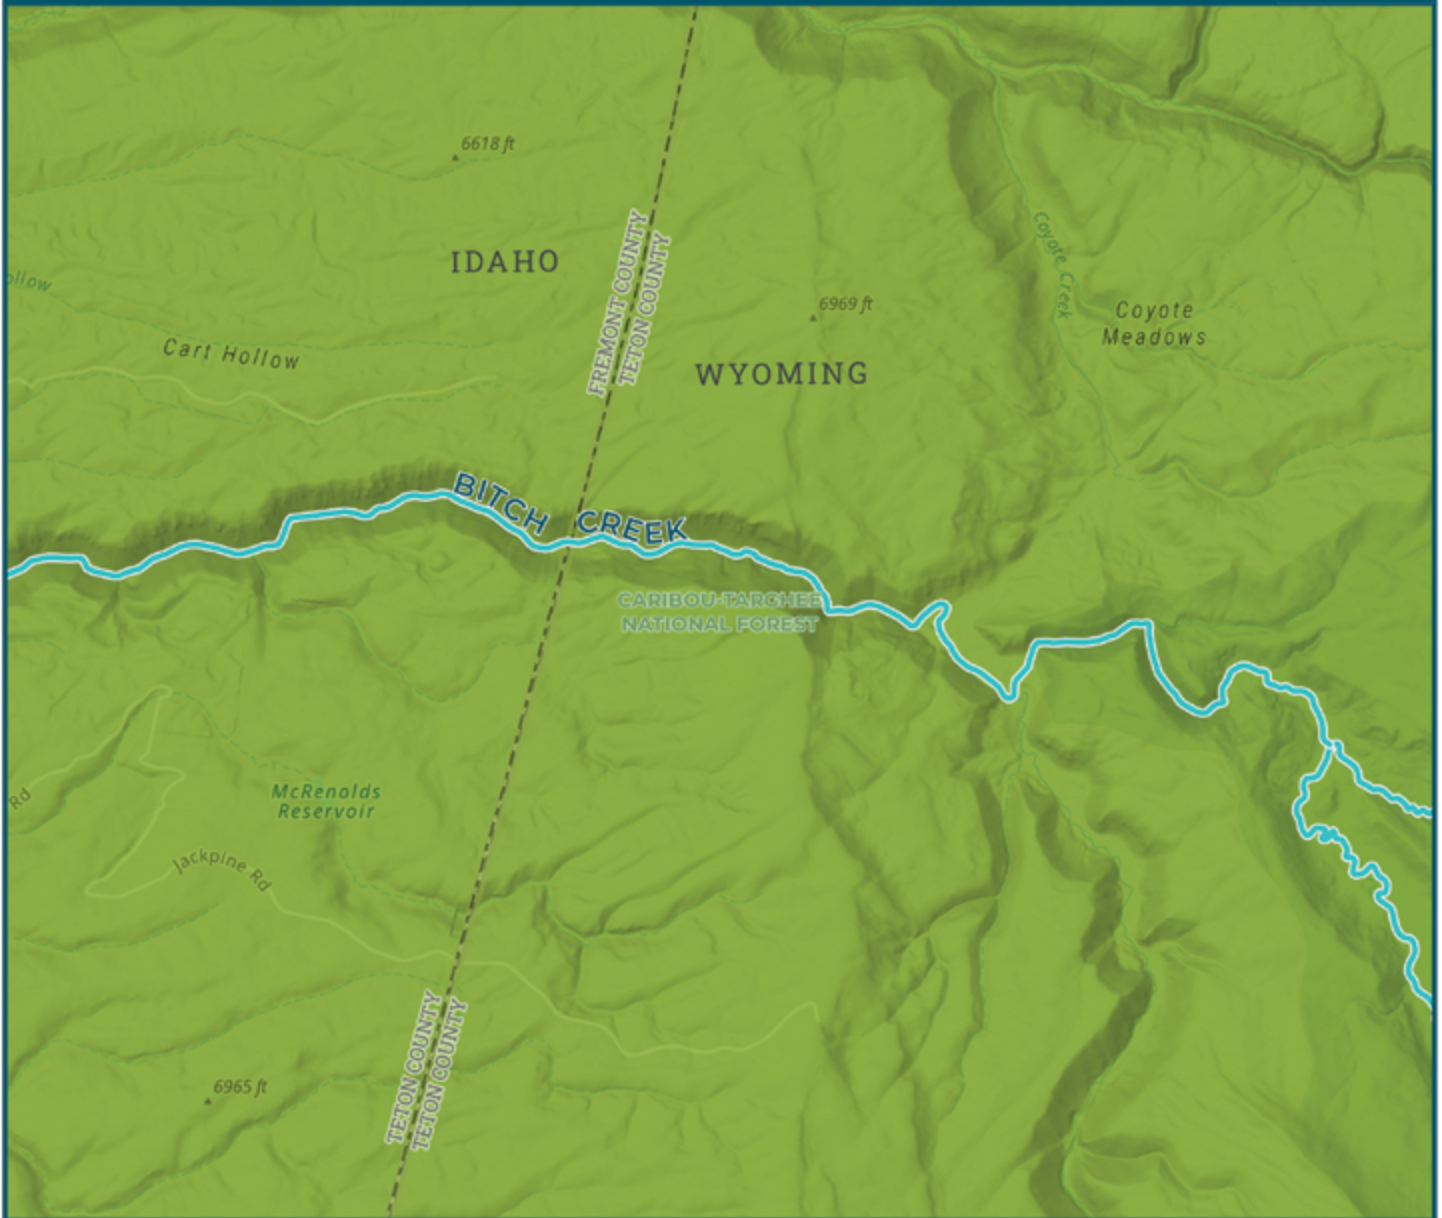 6618 ft
IDAHO
FREMONT COUNTY
TETON COUNTY
Coyote Creek
ollow
6969 ft
Coyote
Meadows
Cart Hollow
WYOMING
BITCH CREEK
CARIBOU-TARGHEE
NATIONAL FOREST
Rd
McRenolds
Reservoir
Jackpine Rd
TETON COUNTY
TETON COUNTY
6965 ft